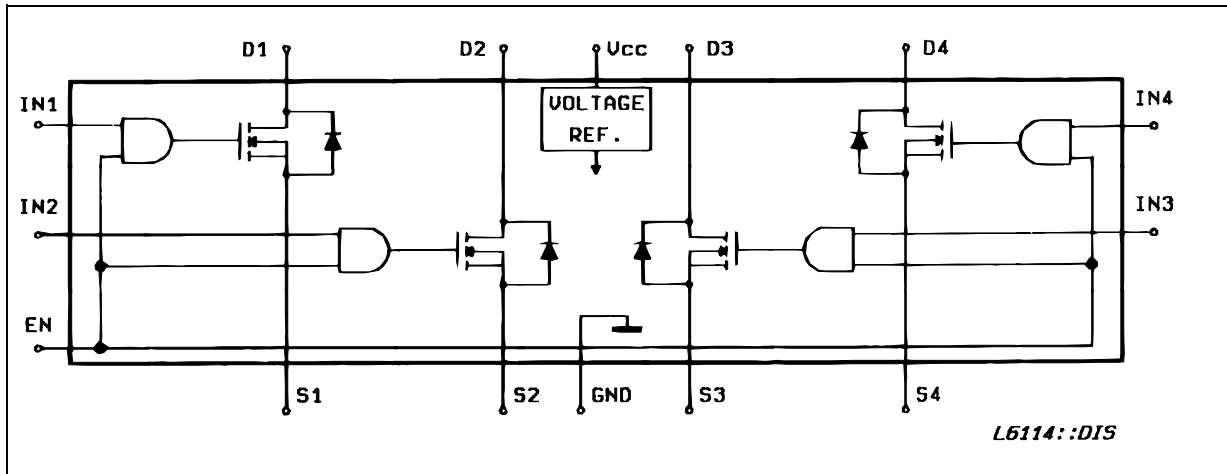 D1
D2
Vcc
D3
D4
IN1
VOLTAGE
REF.
IN4
IN2
IN3
EN
S1
S2
GND
S3
S4
L6114::DIS